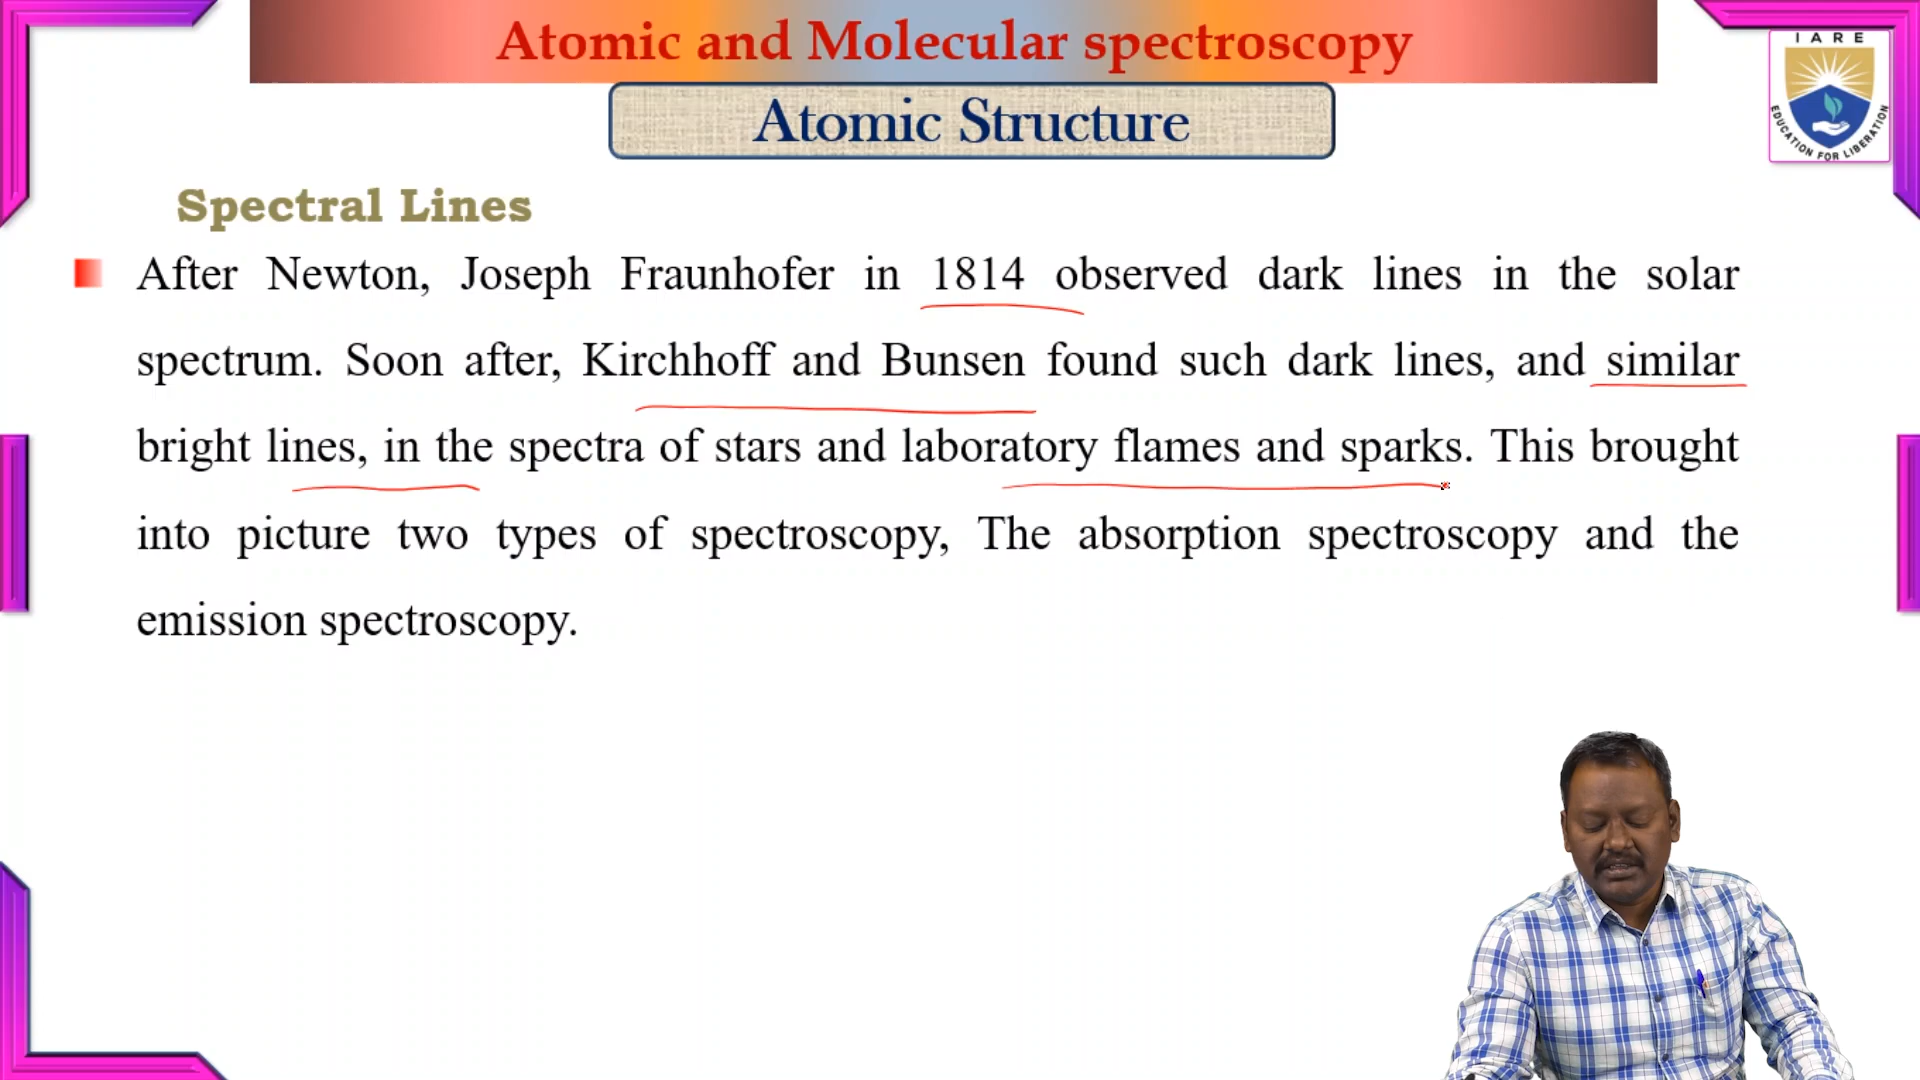 Atomic and Molecular spectroscopy
Atomic Structure
IARE
EDUCATION FOR LIBERATION
Spectral Lines
After Newton, Joseph Fraunhofer in 1814 observed dark lines in the solar
spectrum. Soon after, Kirchhoff and Bunsen found such dark lines, and similar
bright lines, in the spectra of stars and laboratory flames and sparks. This brought
into picture two types of spectroscopy, The absorption spectroscopy and the
emission spectroscopy.